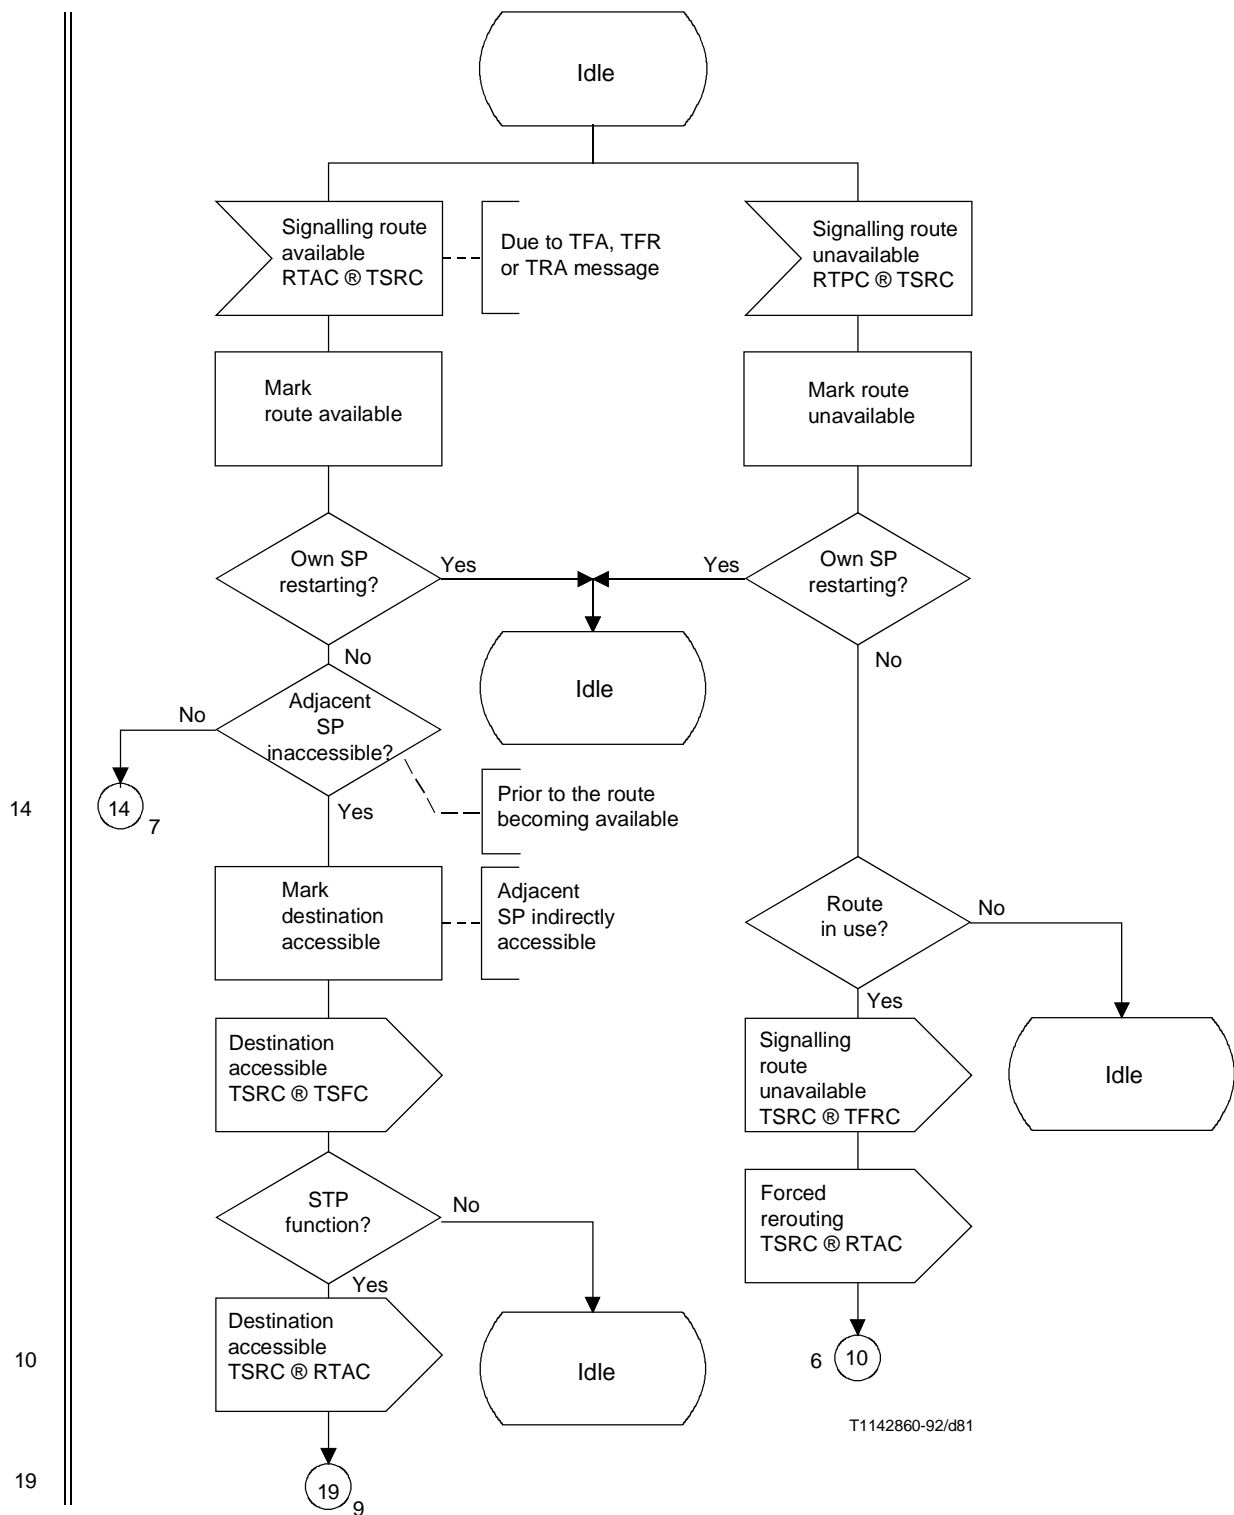 Idle
Signalling route
available
RTAC ® TSRC
Due to TFA, TFR
or TRA message
Signalling route
unavailable
RTPC ® TSRC
Mark
route available
Mark route
unavailable
Own SP
restarting?
Yes
Yes
Own SP
restarting?
No
No
Idle
Adjacent
SP
inaccessible?
No
14
14
7
Yes
Prior to the route
becoming available
Mark
destination
accessible
Adjacent
SP indirectly
accessible
Route
in use?
No
Yes
Destination
accessible
TSRC ® TSFC
Signalling
route
unavailable
TSRC ® TFRC
Idle
STP
function?
No
Yes
Forced
rerouting
TSRC ® RTAC
Destination
accessible
TSRC ® RTAC
Idle
10
6
10
T1142860-92/d81
19
19
9